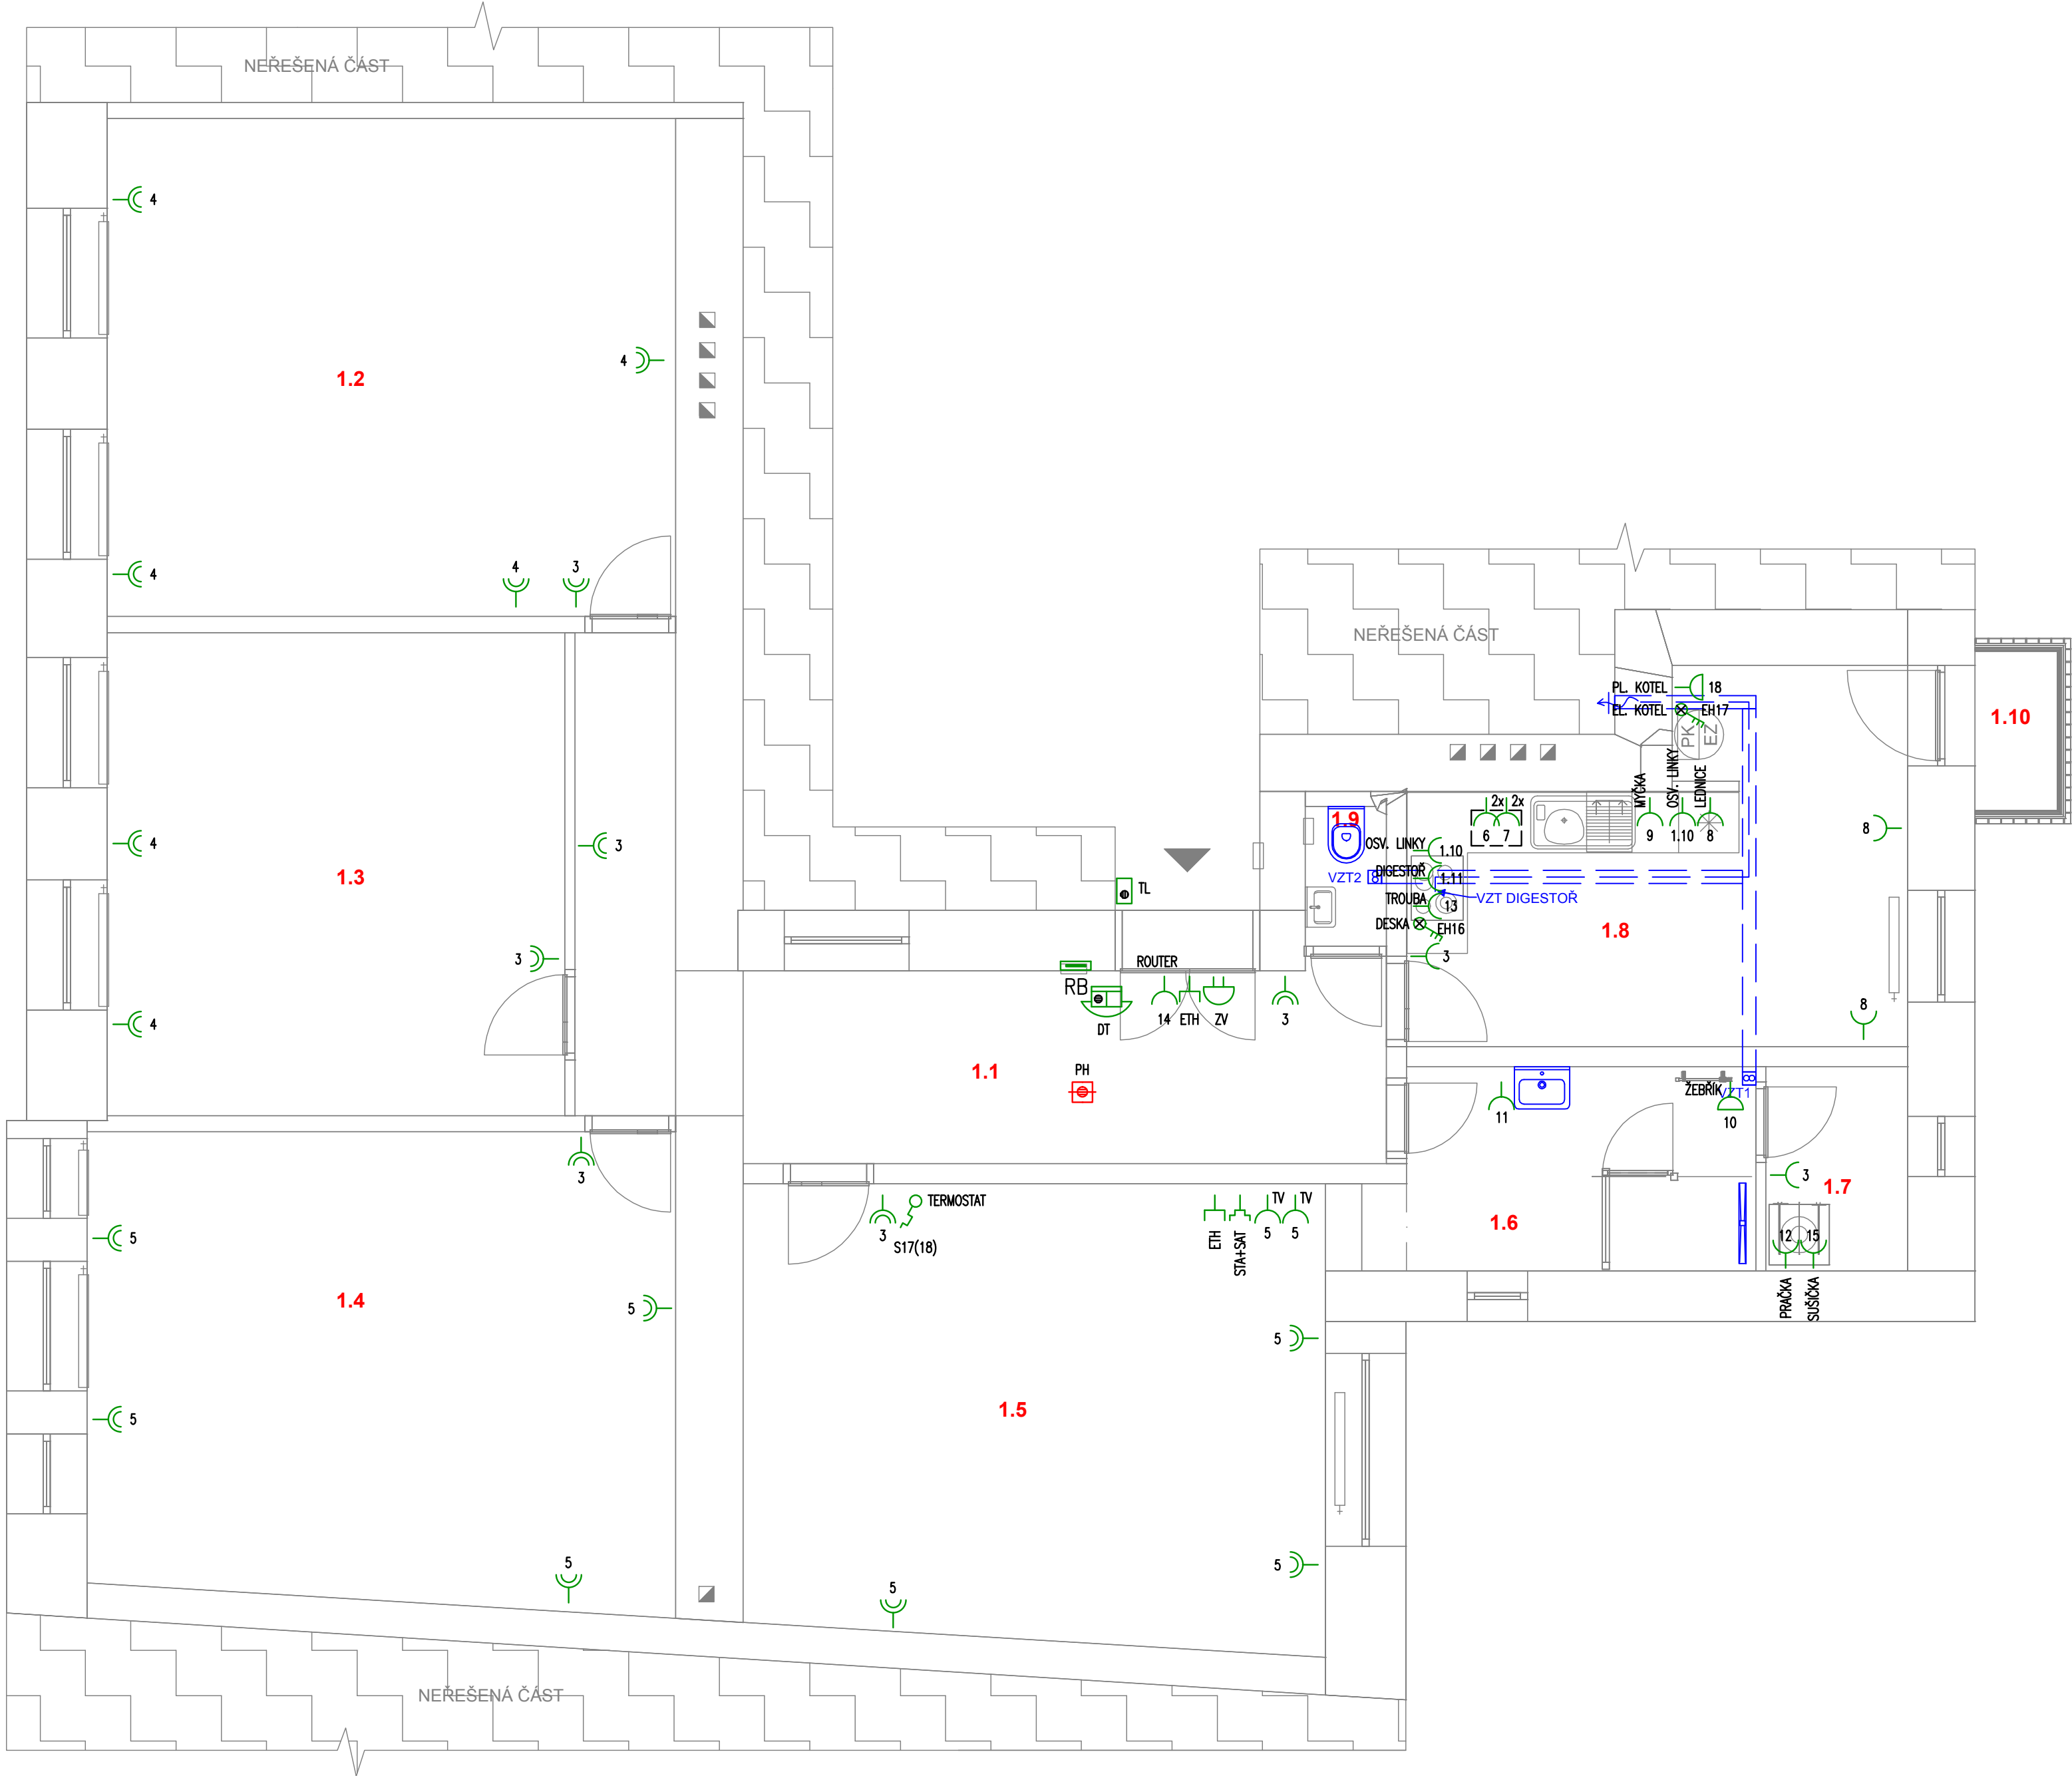 NEŘEŠENÁ ČÁST
4
1.2
4
4
4
3
NEŘEŠENÁ ČÁST
PL. KOTEL
18
EL. KOTEL
EH17
PK
EZ
1.10
MYČKA
OSV. LINKY
LEDNICE
2x
2x
6
7
9
1.10
8
8
1.9
OSV. LINKY
1.10
DIGESTOŘ
1.11
VZT2
TROUBA
13
VZT DIGESTOŘ
DESKA
EH16
3
1.8
4
3
1.3
TL
3
ROUTER
RB
DT
14
ETH
ZV
3
8
4
1.1
PH
ŽEBŘÍK
VZT1
11
10
3
3
1.7
TERMOSTAT
3
S17(18)
ETH
STA+SAT
TV
TV
5
5
1.6
12
15
PRAČKA
SUŠIČKA
5
1.4
5
5
5
1.5
5
5
5
5
NEŘEŠENÁ ČÁST